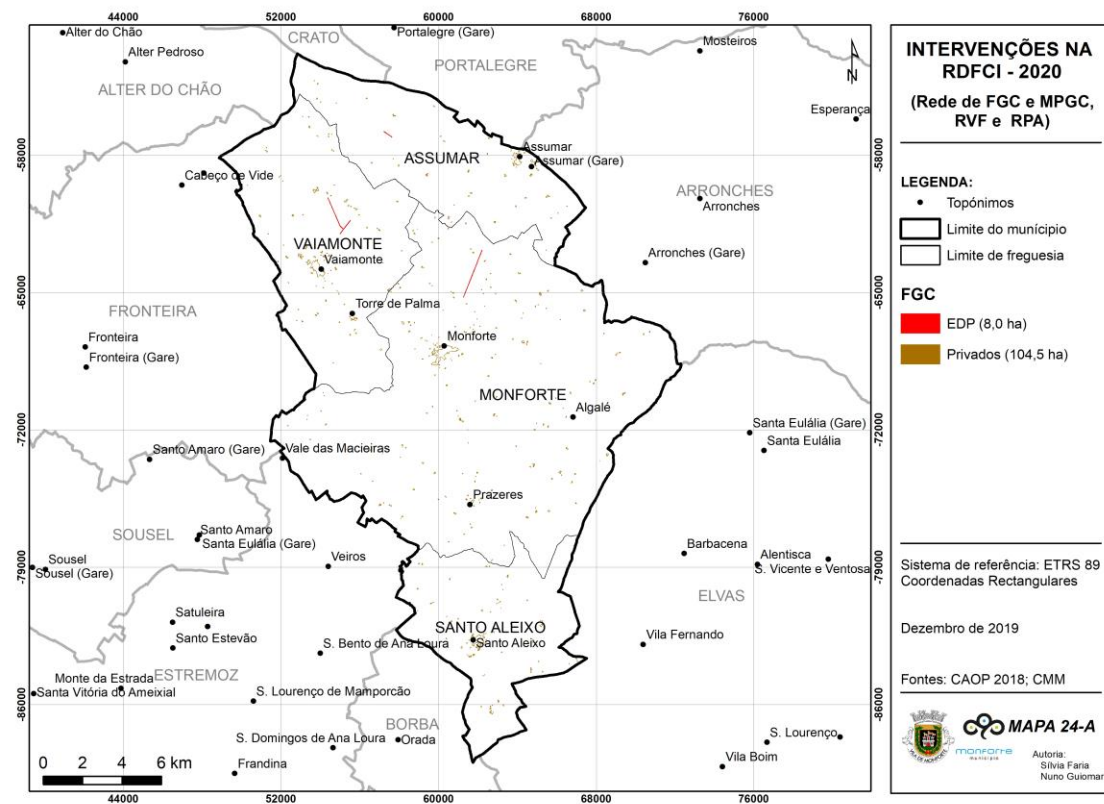 44000
52000
60000
68000
76000
Alter do Chão
CRATO
Portalegre (Gare)
Mosteiros
Alter Pedroso
PORTALEGRE
N
ALTER DO CHÃO
Esperança
-58000
ASSUMAR
Assumar
Assumar (Gare)
-58000
Cabeço de Vide
ARRONCHES
Arronches
VAIAMONTE
Vaiamonte
Arronches (Gare)
-65000
-65000
FRONTEIRA
Torre de Palma
Fronteira
Monforte
Fronteira (Gare)
MONFORTE
Algalé
-72000
Santa Eulália (Gare)
-72000
Santo Amaro (Gare)
Vale das Macieiras
Santa Eulália
Prazeres
SOUSEL
Santo Amaro
Santa Eulália (Gare)
Barbacena
Alentisca
Sousel
Veiros
S. Vicente e Ventosa
-79000
Sousel (Gare)
-79000
ELVAS
Satuleira
SANTO ALEIXO
Santo Aleixo
Santo Estevão
Vila Fernando
S. Bento de Ana Loura
ESTREMOZ
Monte da Estrada
Santa Vitória do Ameixial
S. Lourenço de Mamporcão
-86000
-86000
BORBA
Orada
S. Domingos de Ana Loura
S. Lourenço
Frandina
Vila Boim
0 2 4 6 km
44000
52000
60000
68000
76000
INTERVENÇÕES NA
RDFCI - 2020
(Rede de FGC e MPGC,
RVF e RPA)
LEGENDA:
Topónimos
Limite do município
Limite de freguesia
FGC
EDP (8,0 ha)
Privados (104,5 ha)
Sistema de referência: ETRS 89
Coordenadas Rectangulares
Dezembro de 2019
Fontes: CAOP 2018; CMM
VILA DE MONFORTE
monforte
município
MAPA 24-A
Autoria:
Sílvia Faria
Nuno Guiomar